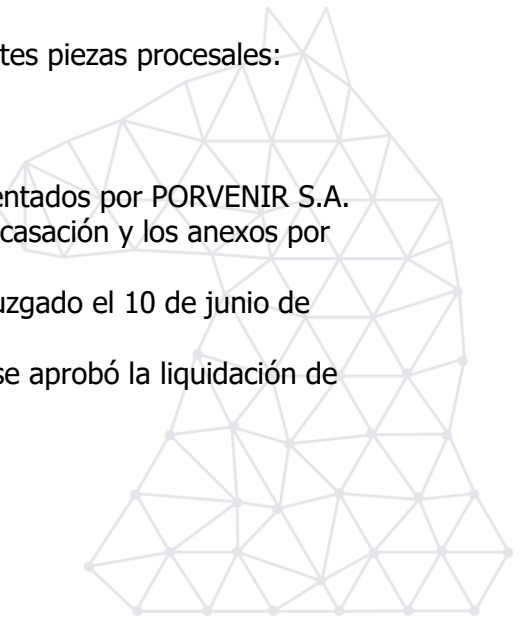 tes piezas procesales:
entados por PORVENIR S.A.
casación y los anexos por
uzgado el 10 de junio de
se aprobó la liquidación de